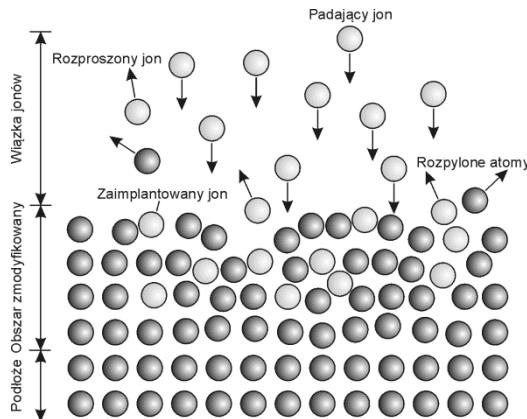 Padający jon
Rozproszony jon
Wiązka jonów
Rozpylone atomy
Zaimplantowany jon
Obszar zmodyfikowany
Podłoże